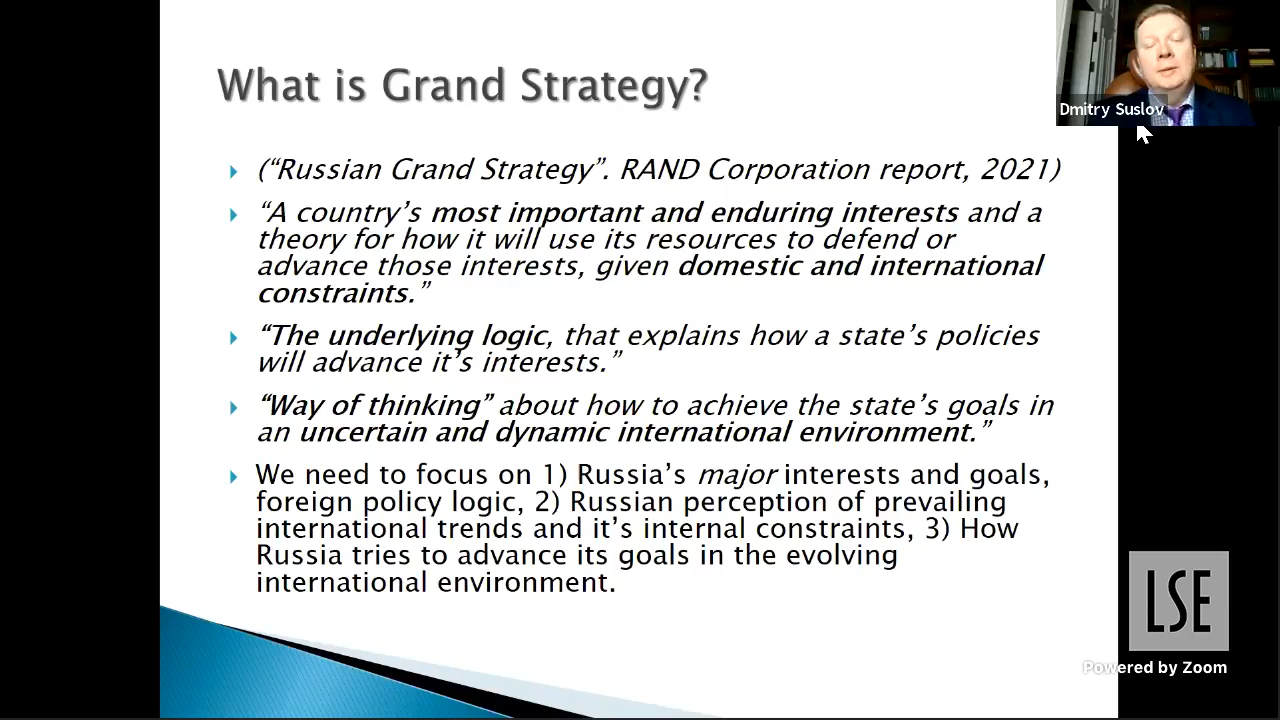 What is Grand Strategy?
Dmitry Suslov
(“Russian Grand Strategy”. RAND Corporation report, 2021)
“A country’s most important and enduring interests and a
theory for how it will use its resources to defend or
advance those interests, given domestic and international
constraints.”
“The underlying logic, that explains how a state’s policies
will advance it’s interests.”
“Way of thinking” about how to achieve the state’s goals in
an uncertain and dynamic international environment.”
We need to focus on 1) Russia’s major interests and goals,
foreign policy logic, 2) Russian perception of prevailing
international trends and it’s internal constraints, 3) How
Russia tries to advance its goals in the evolving
international environment.
LSE
Powered by Zoom